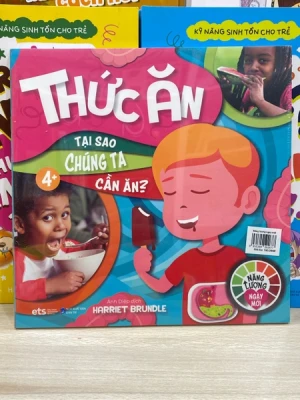 KỸ NĂNG SINH TỒN CHO TRẺ
KỸ NĂNG SINH TỒN CHO TRẺ
THỨC ĂN
TẠI SAO
CHÚNG TA
CẦN ĂN?
4+
NĂNG
LƯỢNG
NGÀY
MỚI
ets
HARRIET BRUNDLE